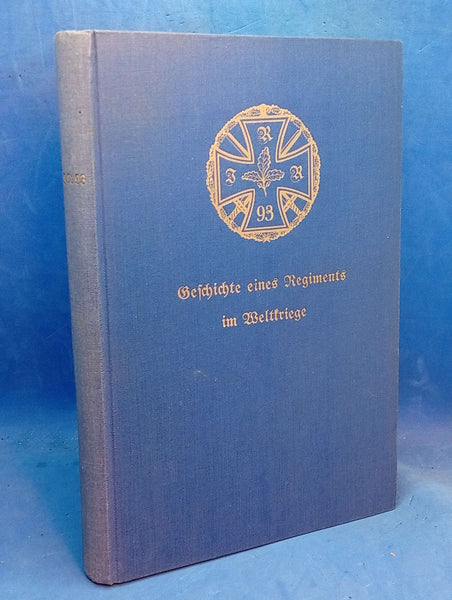 R
I R
93
Geschichte eines Regiments
im Weltkriege